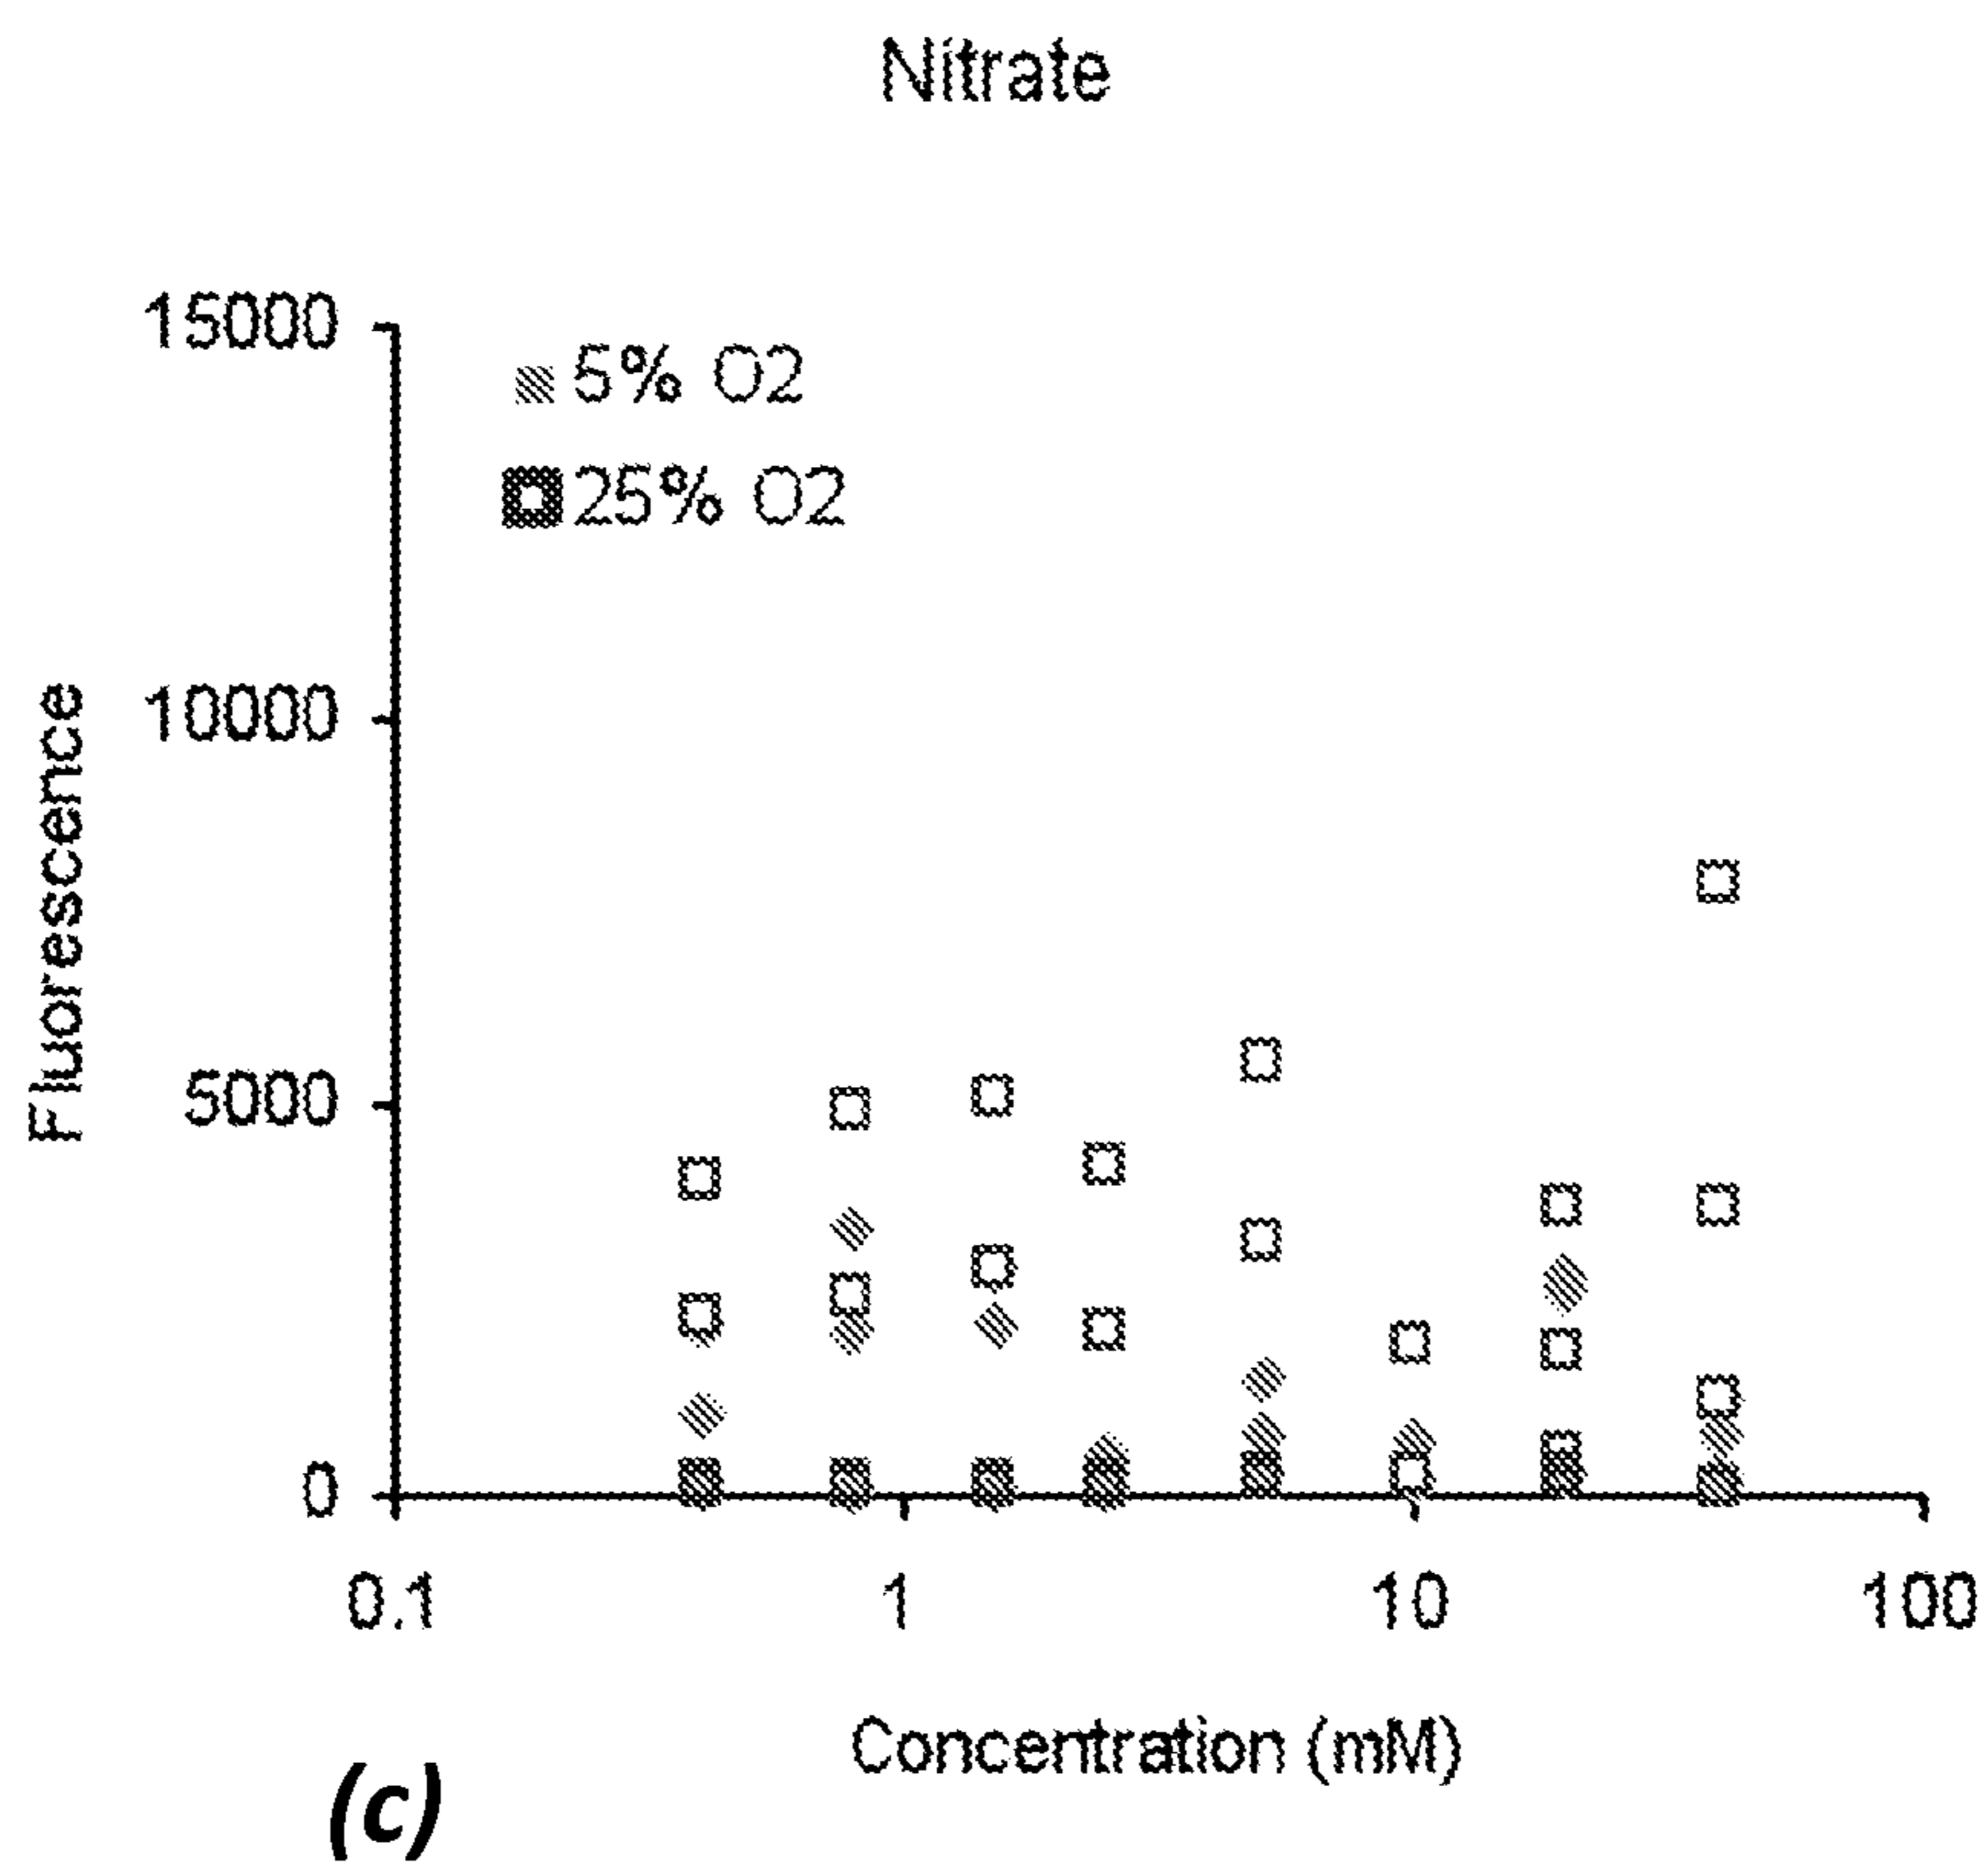 Nitrate
15000
5% O2
25% O2
10000
5000
0
Fluorescence
0.1 1 10 100
Concentration (mM)
(c)